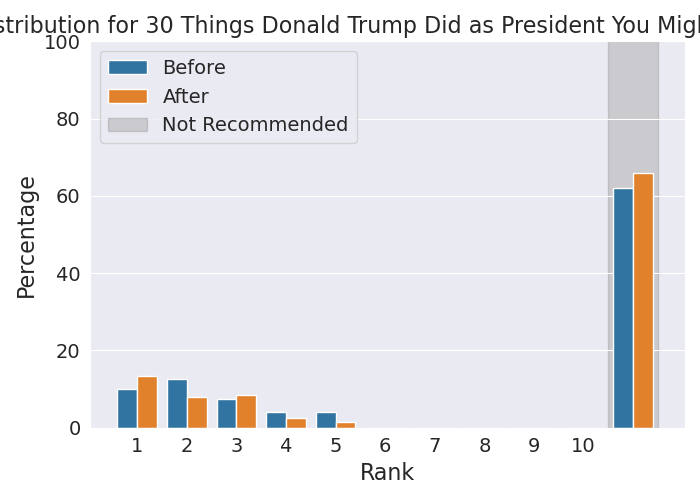 stribution for 30 Things Donald Trump Did as President You
100
80
60
40
20
0
Percentage
Before
After
Not Recommended
1 2 3 4 5 6 7 8 9 10
Rank